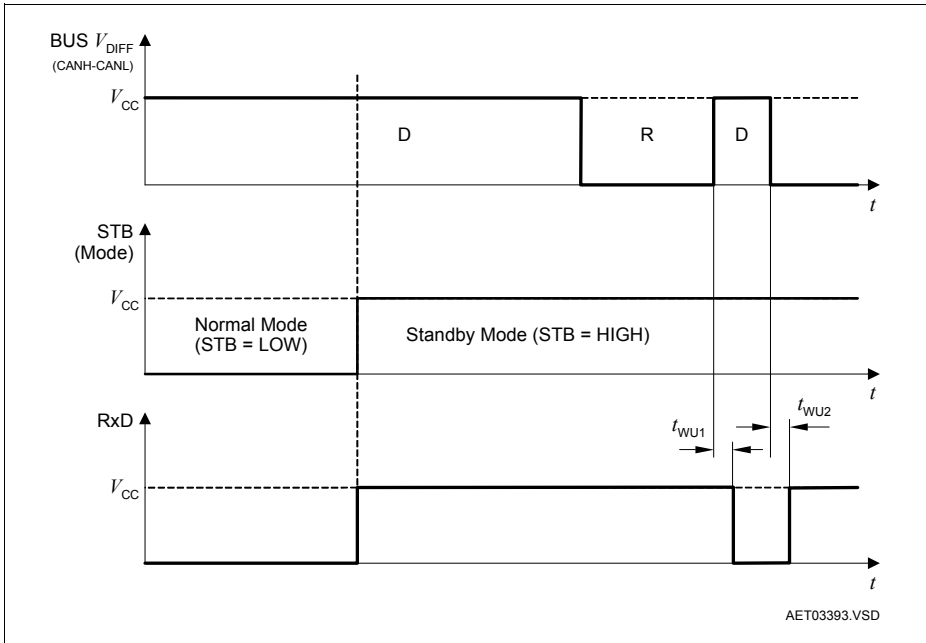 BUS VDIFF
(CANH-CANL)
VCC
D
R
D
t
STB
(Mode)
VCC
Normal Mode
(STB = LOW)
Standby Mode (STB = HIGH)
t
RxD
tWU1
tWU2
VCC
t
AET03393.VSD